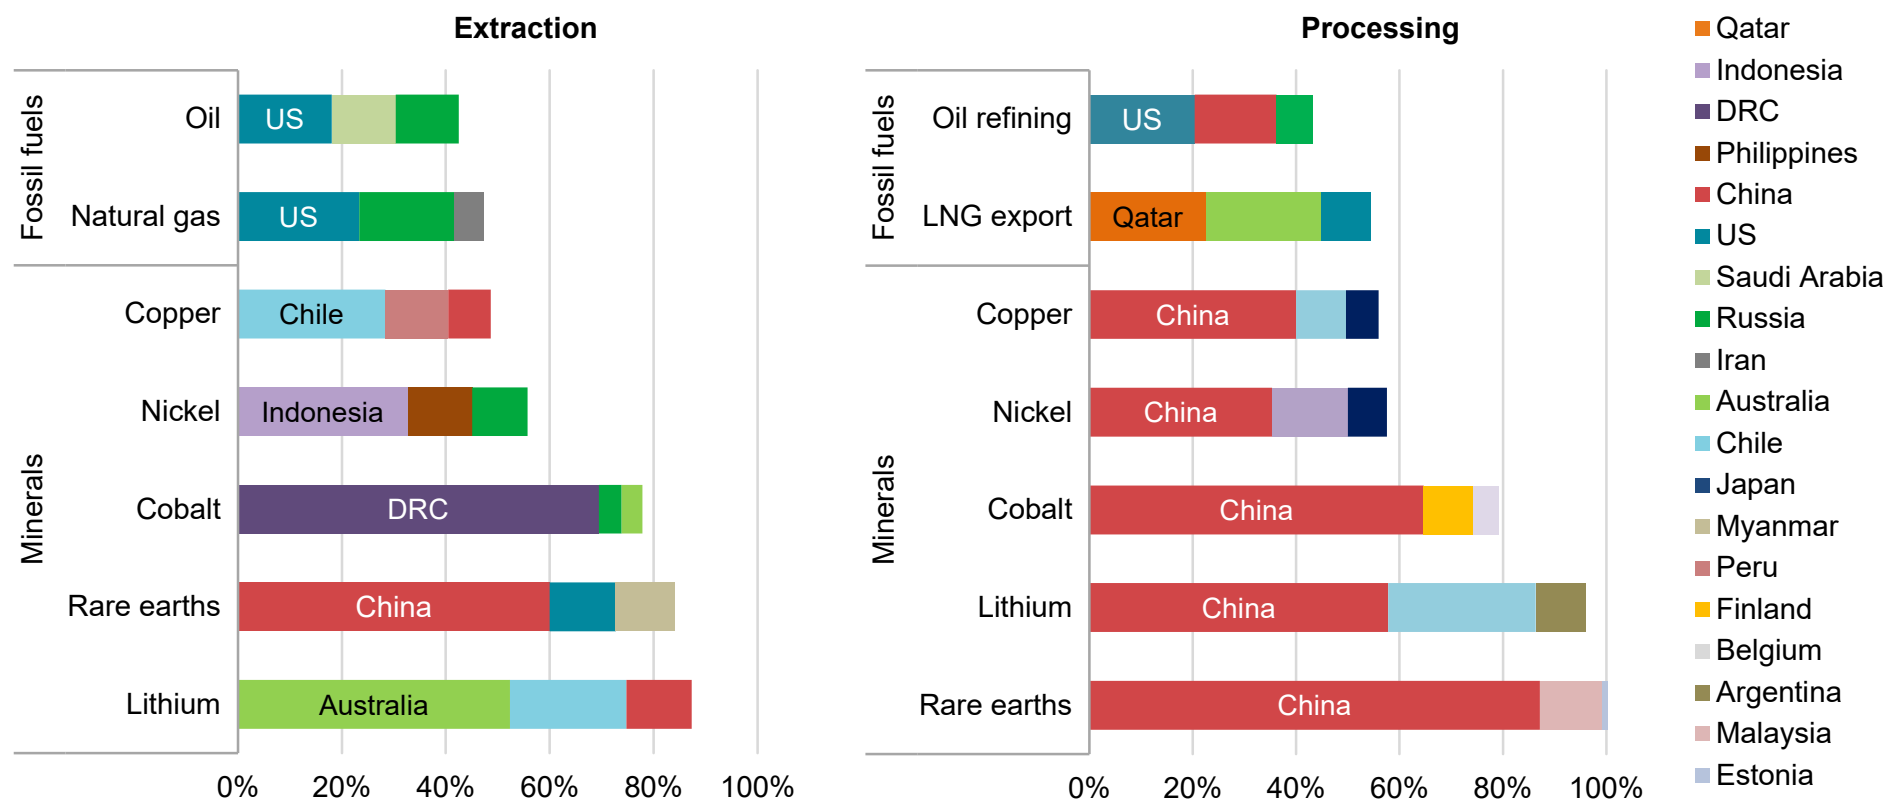 Extraction
Fossil fuels
Oil
US
Natural gas
US
Minerals
Copper
Chile
Nickel
Indonesia
Cobalt
DRC
Rare earths
China
Lithium
Australia
0% 20% 40% 60% 80% 100%
Processing
Fossil fuels
Oil refining
US
LNG export
Qatar
Minerals
Copper
China
Nickel
China
Cobalt
China
Lithium
China
Rare earths
China
0% 20% 40% 60% 80% 100%
Qatar
Indonesia
DRC
Philippines
China
US
Saudi Arabia
Russia
Iran
Australia
Chile
Japan
Myanmar
Peru
Finland
Belgium
Argentina
Malaysia
Estonia